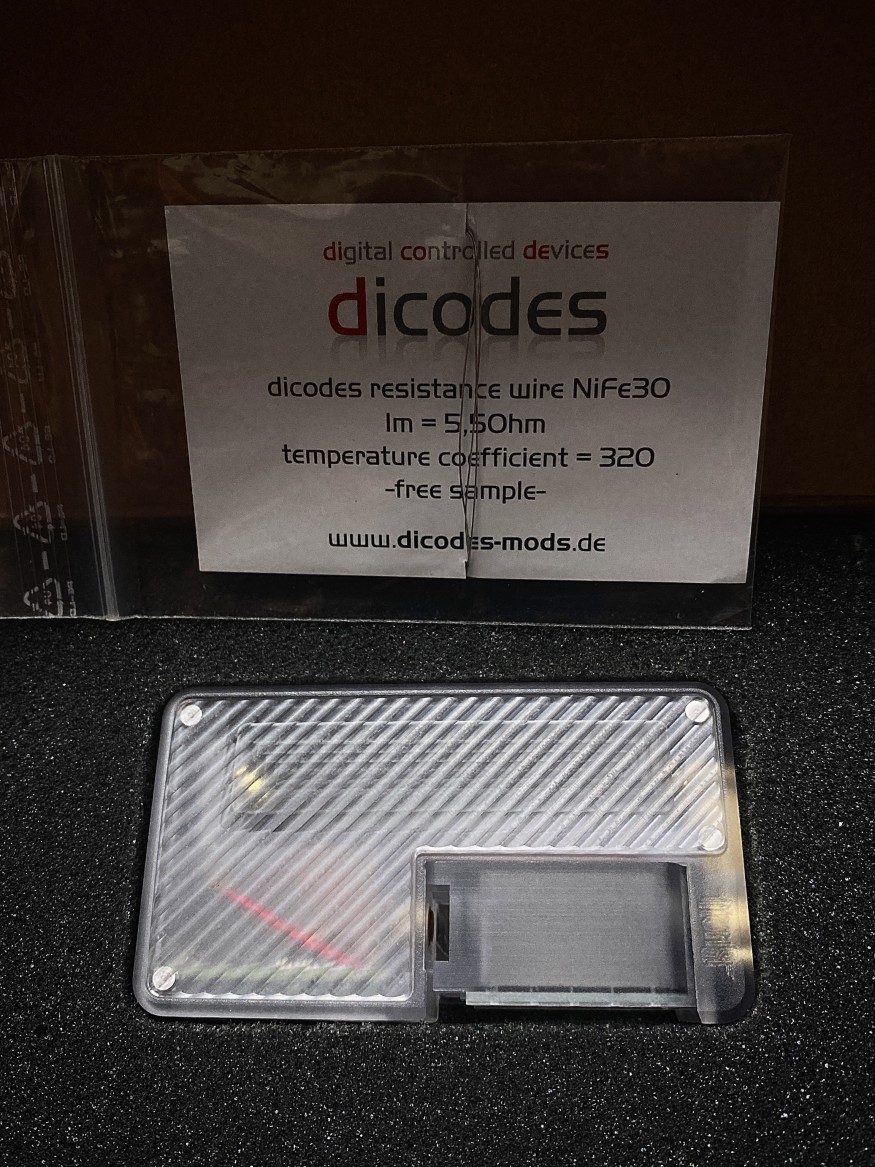 digital controlled devices
dicodes
dicodes resistance wire NiFe30
1m = 5,5Ohm
temperature coefficient = 320
-free sample-
www.dicodes-mods.de